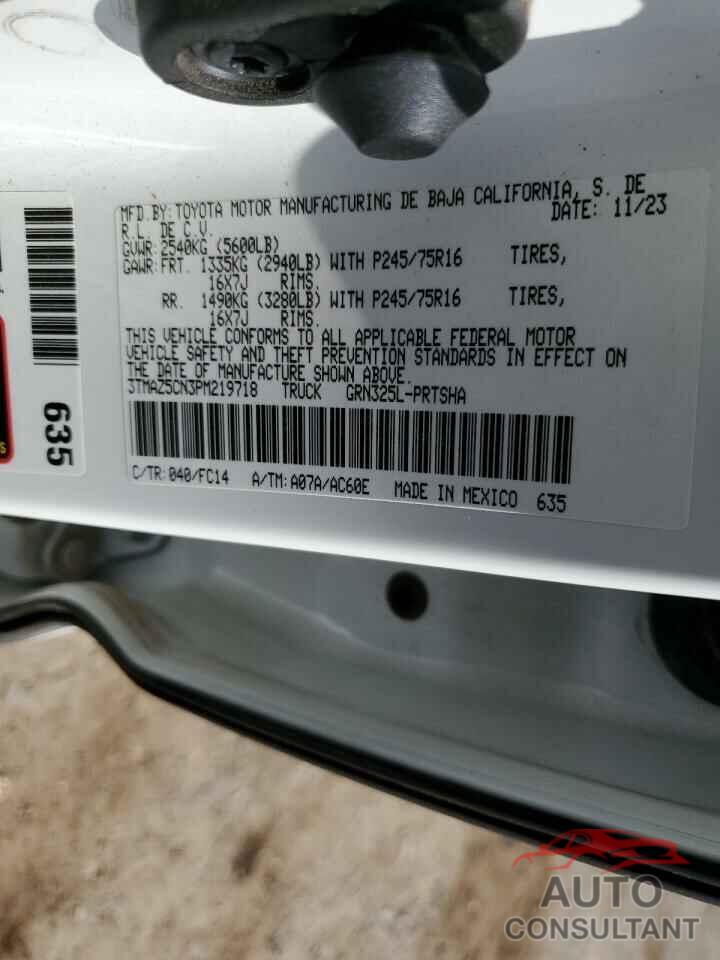 MFD.BY:TOYOTA MOTOR MANUFACTURING DE BAJA CALIFORNIA, S. DE
R.L. DE C.V.
DATE: 11/23
GVWR:2540KG (5600LB)
GAWR:FRT. 1335KG (2940LB) WITH P245/75R16 TIRES,
16X7J RIMS.
RR. 1490KG (3280LB) WITH P245/75R16 TIRES,
16X7J RIMS.
THIS VEHICLE CONFORMS TO ALL APPLICABLE FEDERAL MOTOR
VEHICLE SAFETY AND THEFT PREVENTION STANDARDS IN EFFECT ON
THE DATE OF MANUFACTURE SHOWN ABOVE.
3TMAZ5CN3PM219718 TRUCK GRN325L-PRTSHA
C/TR:040/FC14 A/TM:A07A/AC60E MADE IN MEXICO 635
635
AUTO
CONSULTANT